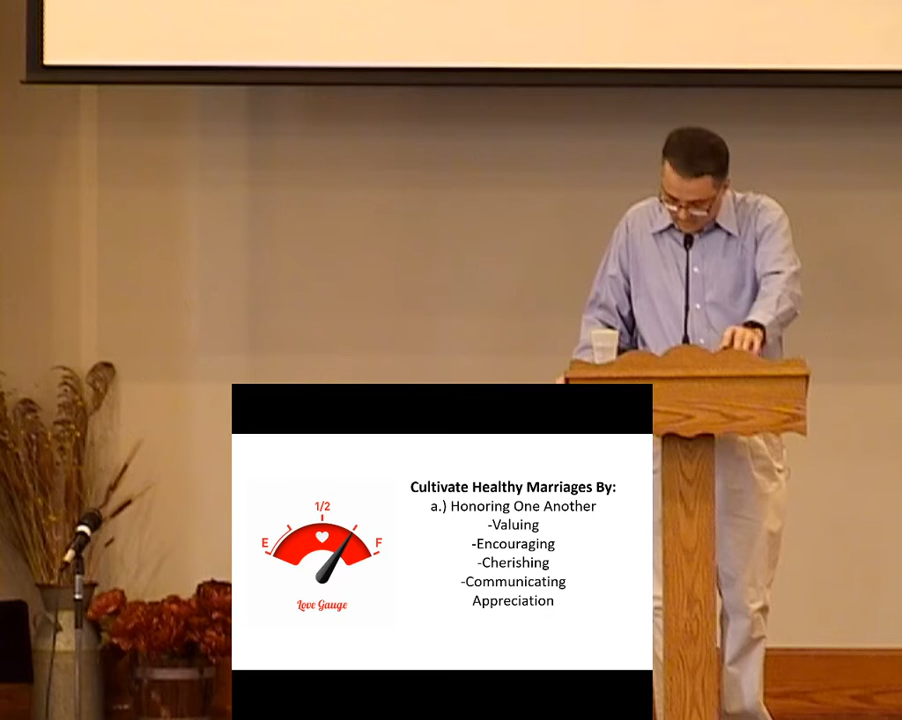 Cultivate Healthy Marriages By:
a.) Honoring One Another
-Valuing
-Encouraging
-Cherishing
-Communicating
Appreciation
1/2
E
F
Love Gauge